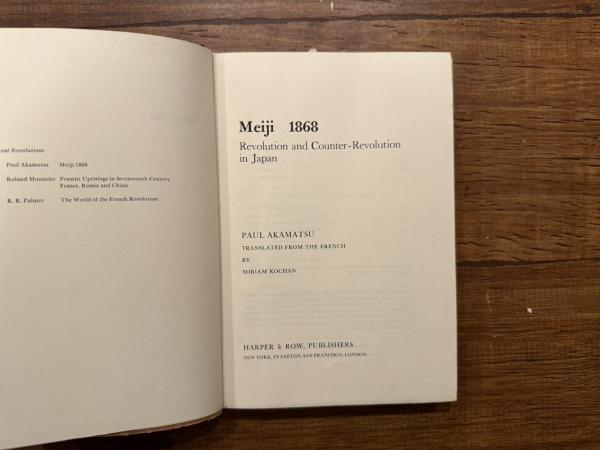 eat Revolutions
Paul Akamatsu Meiji 1868
Roland Mousnier Peasant Uprisings in Seventeenth-Century
France, Russia and China
R. R. Palmer The World of the French Revolution
Meiji 1868
Revolution and Counter-Revolution
in Japan
PAUL AKAMATSU
TRANSLATED FROM THE FRENCH
BY
MIRIAM KOCHAN
HARPER & ROW, PUBLISHERS
NEW YORK, EVANSTON, SAN FRANCISCO, LONDON